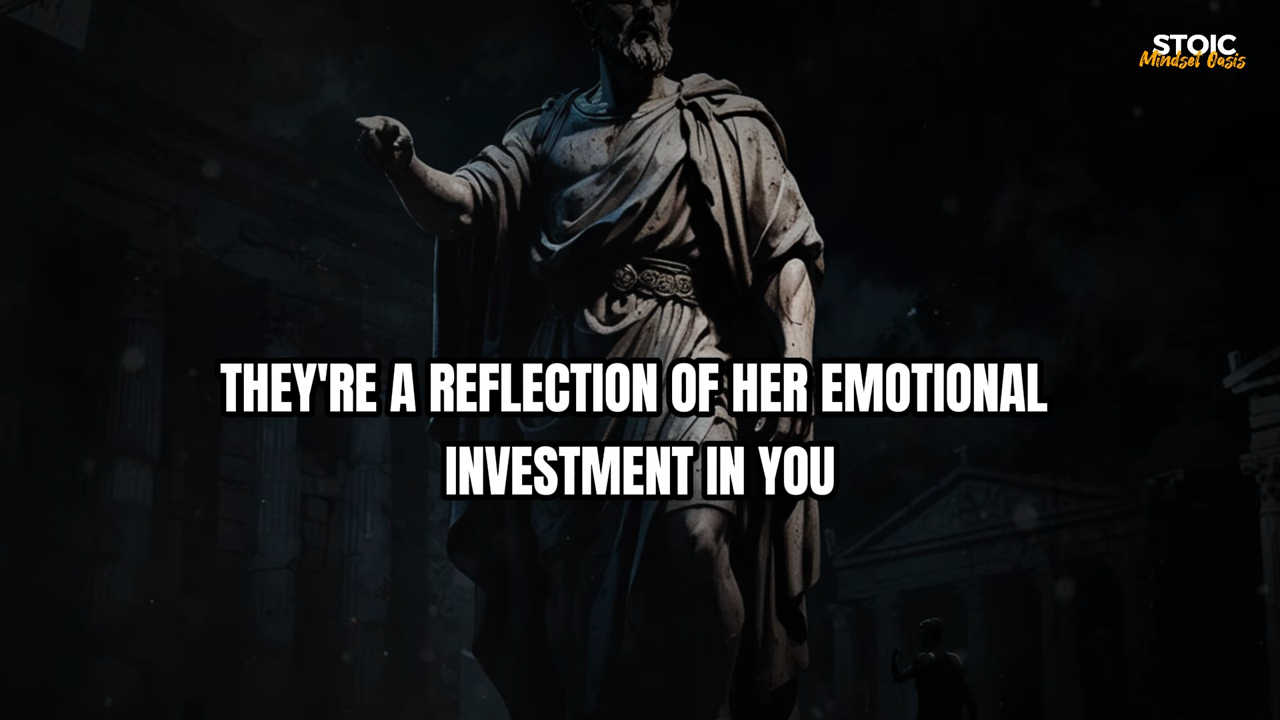 STOIC
Mindset Oasis
THEY'RE A REFLECTION OF HER EMOTIONAL
INVESTMENT IN YOU